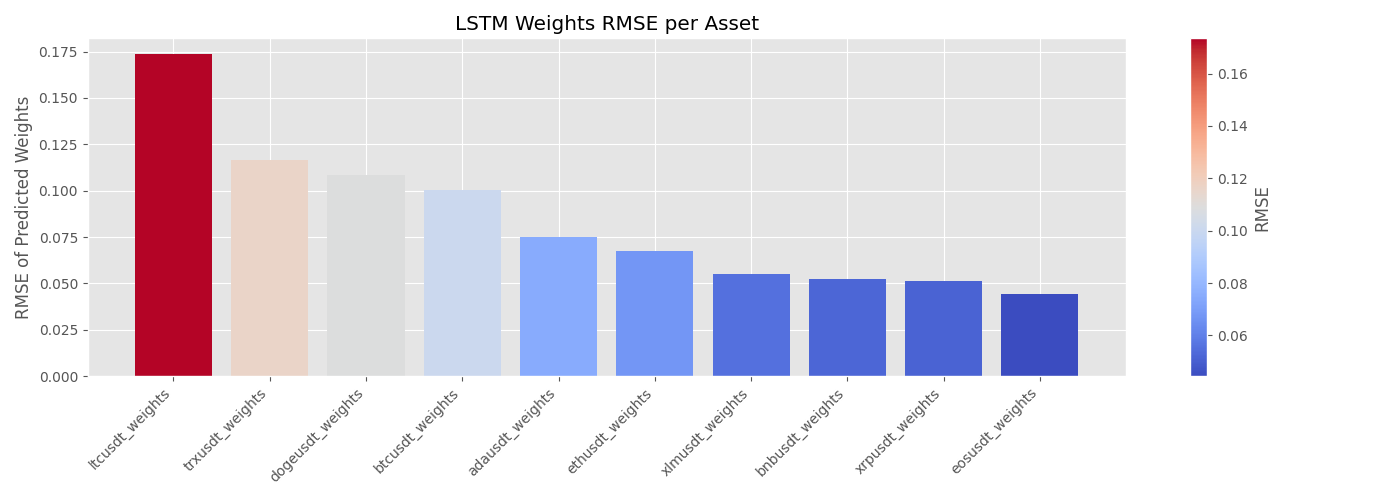 LSTM Weights RMSE per Asset
RMSE of Predicted Weights
0.175
0.150
0.125
0.100
0.075
0.050
0.025
0.000
ltcusdt_weights
trxusdt_weights
dogeusdt_weights
btcusdt_weights
adausdt_weights
ethusdt_weights
xlmusdt_weights
bnbusdt_weights
xrpusdt_weights
eosusdt_weights
0.16
0.14
0.12
0.10
0.08
0.06
RMSE